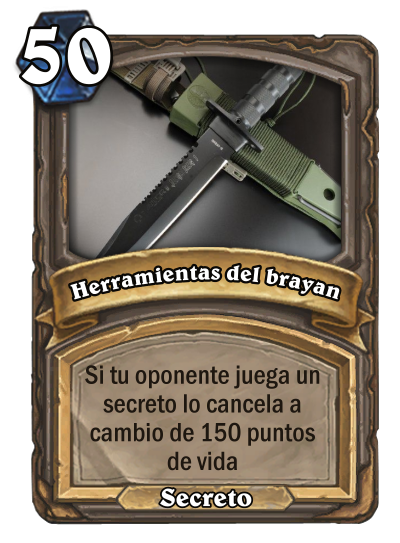 50
Herramientas del brayan
Si tu oponente juega un
secreto lo cancela a
cambio de 150 puntos
de vida
Secreto